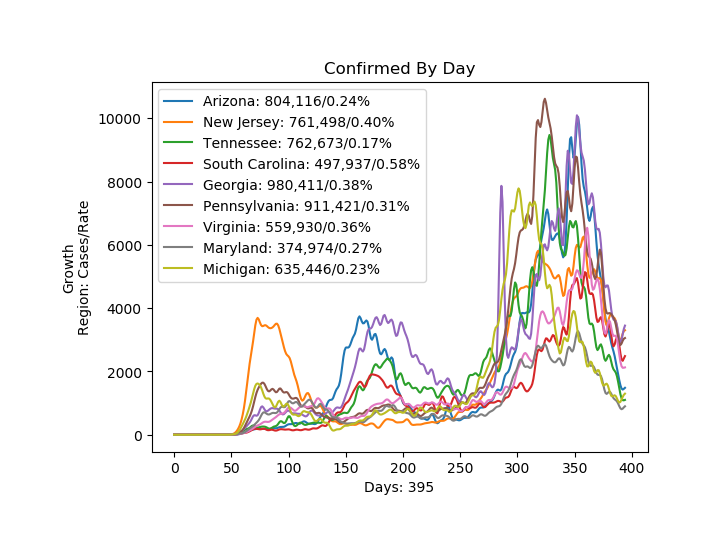 Confirmed By Day
Arizona: 804,116/0.24%
New Jersey: 761,498/0.40%
Tennessee: 762,673/0.17%
South Carolina: 497,937/0.58%
Georgia: 980,411/0.38%
Pennsylvania: 911,421/0.31%
Virginia: 559,930/0.36%
Maryland: 374,974/0.27%
Michigan: 635,446/0.23%
Growth
Region: Cases/Rate
10000
8000
6000
4000
2000
0
0 50 100 150 200 250 300 350 400
Days: 395